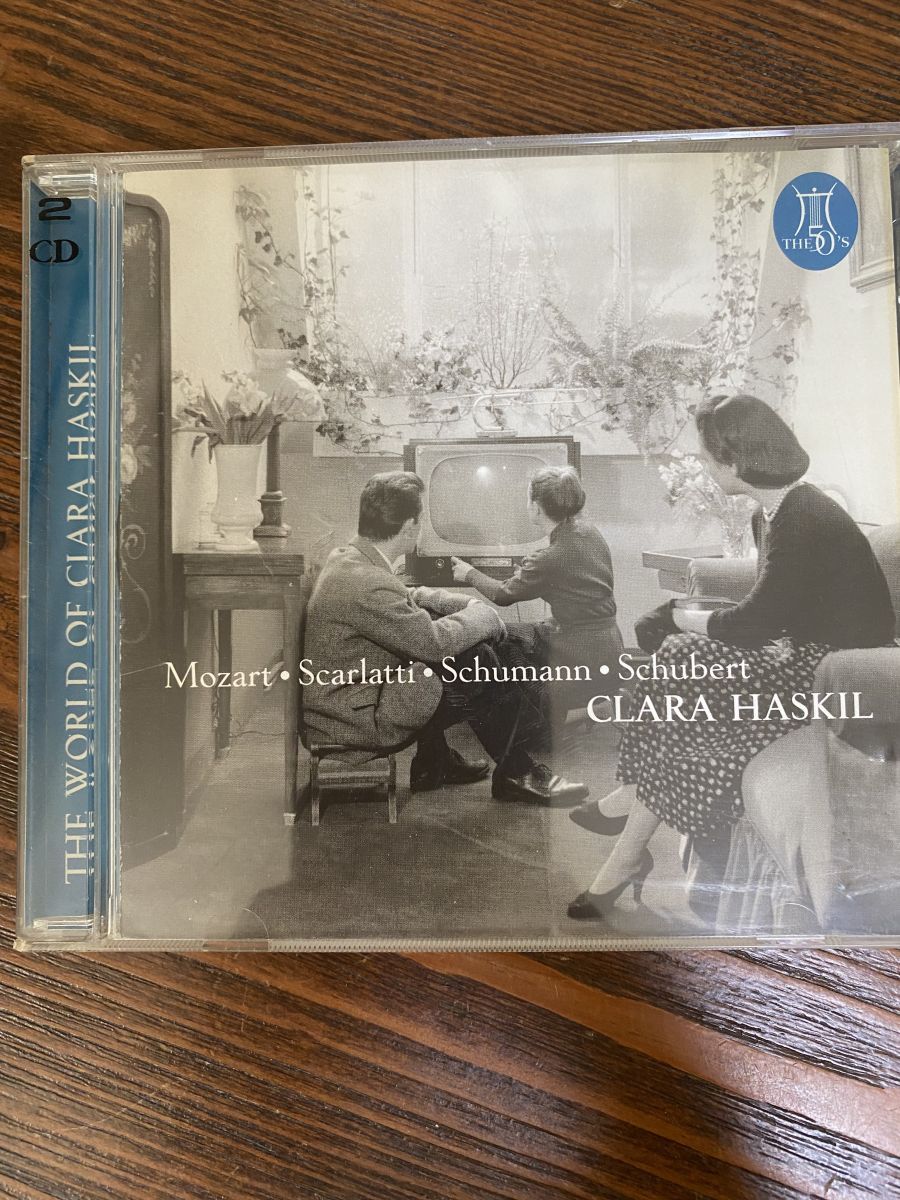 2
CD
THE WORLD OF CLARA HASKIL
THE 50'S
Mozart • Scarlatti • Schumann • Schubert
CLARA HASKIL